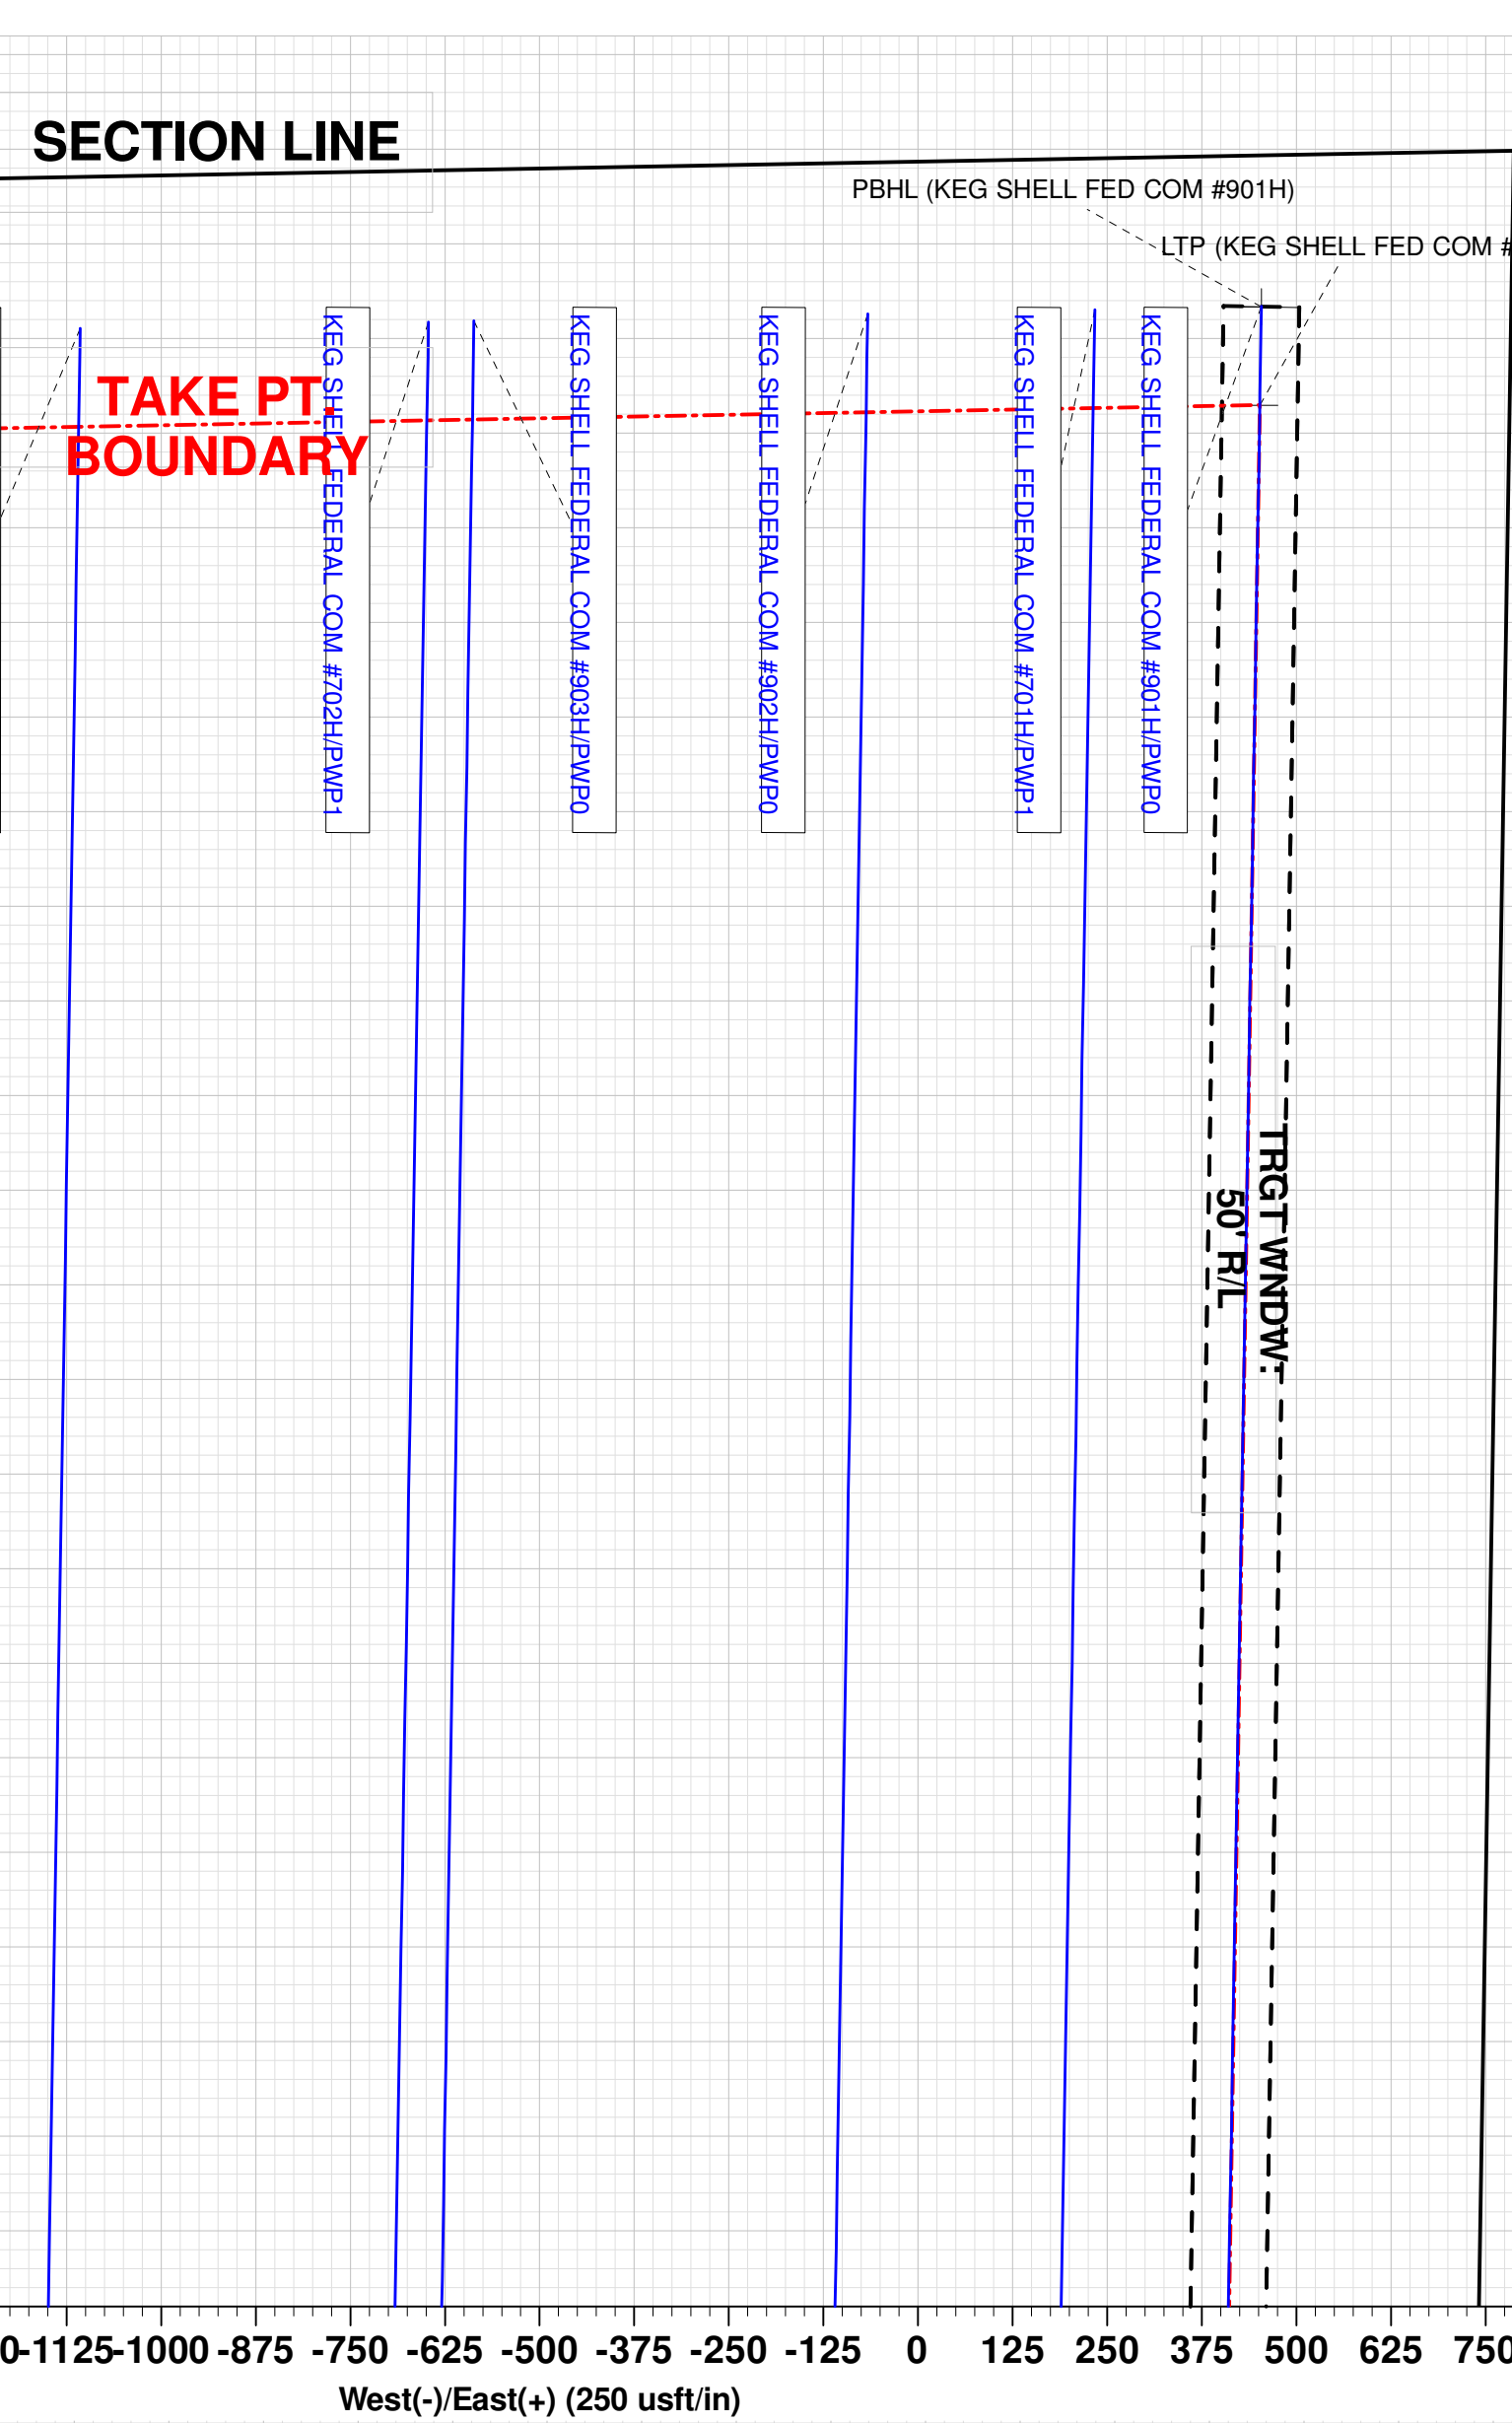 SECTION LINE
PBHL (KEG SHELL FED COM #901H)
LTP (KEG SHELL FED COM #
TAKE PT.
BOUNDARY
KEG SHELL FEDERAL COM #702H/PWP1
KEG SHELL FEDERAL COM #903H/PWP0
KEG SHELL FEDERAL COM #902H/PWP0
KEG SHELL FEDERAL COM #701H/PWP1
KEG SHELL FEDERAL COM #901H/PWP0
TRGT WNDW:
50' R/L
0 -1125 -1000 -875 -750 -625 -500 -375 -250 -125 0 125 250 375 500 625 750
West(-)/East(+) (250 usft/in)